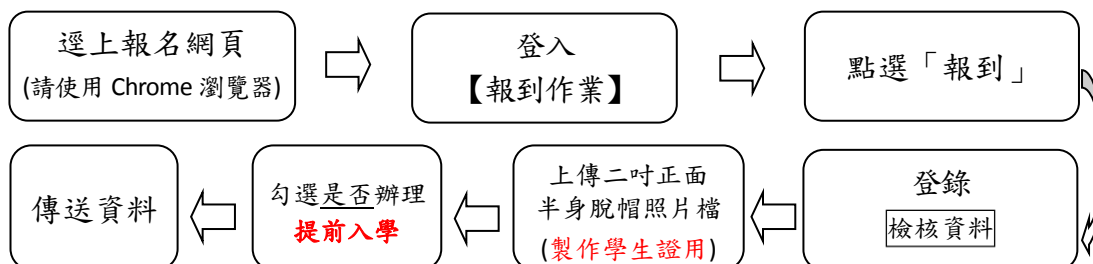 逕上報名網頁
(請使用 Chrome 瀏覽器)
登入
【報到作業】
點選「報到」
登錄
檢核資料
上傳二吋正面
半身脫帽照片檔
(製作學生證用)
勾選是否辦理
提前入學
傳送資料